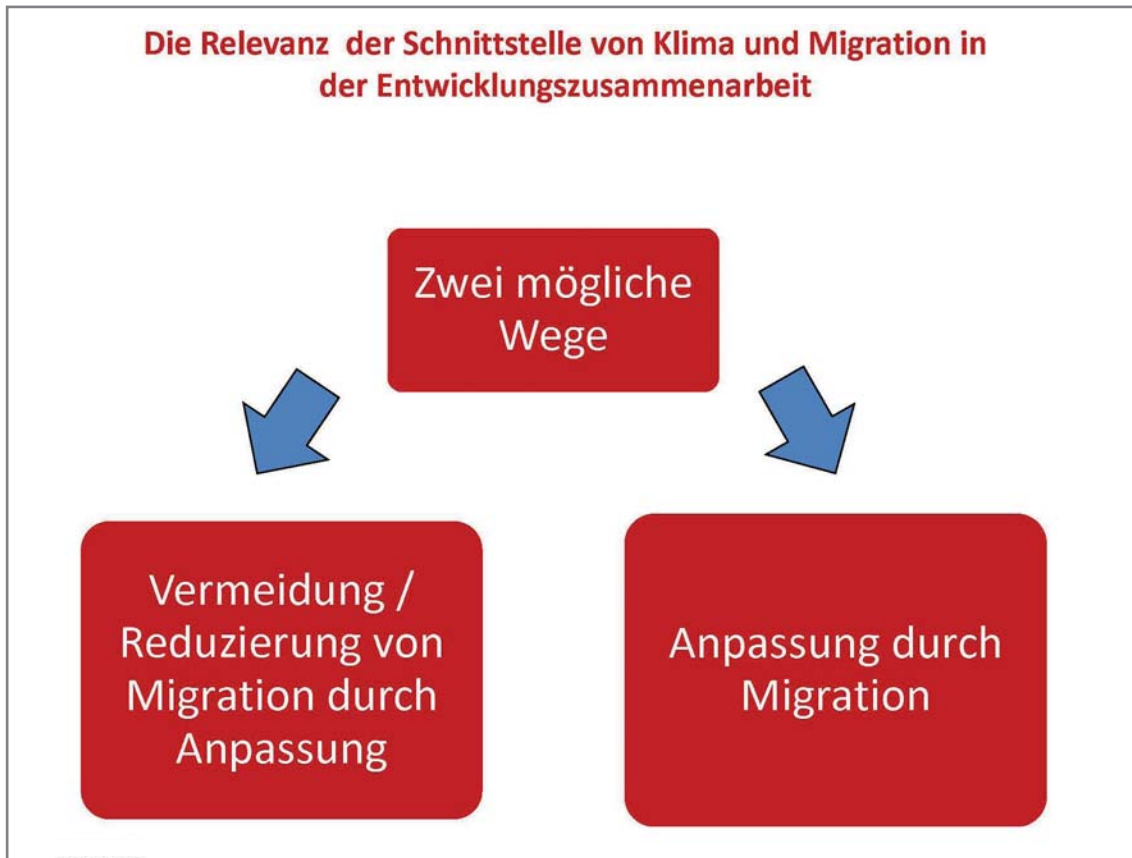 Die Relevanz der Schnittstelle von Klima und Migration in
der Entwicklungszusammenarbeit
Zwei mögliche
Wege
Vermeidung /
Reduzierung von
Migration durch
Anpassung
Anpassung durch
Migration